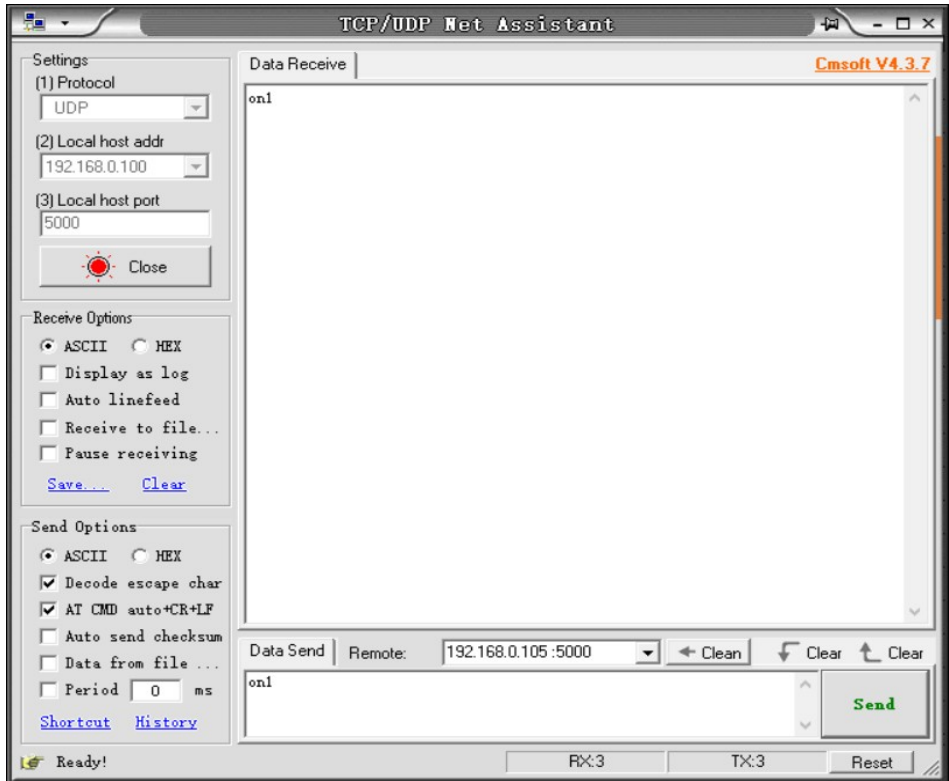 TCP/UDP Net Assistant
Settings
(1) Protocol
UDP
(2) Local host addr
192.168.0.100
(3) Local host port
5000
Close
Receive Options
ASCII HEX
Display as log
Auto linefeed
Receive to file...
Pause receiving
Save... Clear
Send Options
ASCII HEX
Decode escape char
AT CMD auto+CR+LF
Auto send checksum
Data from file ...
Period 0 ms
Shortcut History
Data Receive Cmsoft V4.3.7
on1
Data Send Remote: 192.168.0.105 :5000 Clean Clear Clear
on1
Send
Ready! RX:3 TX:3 Reset